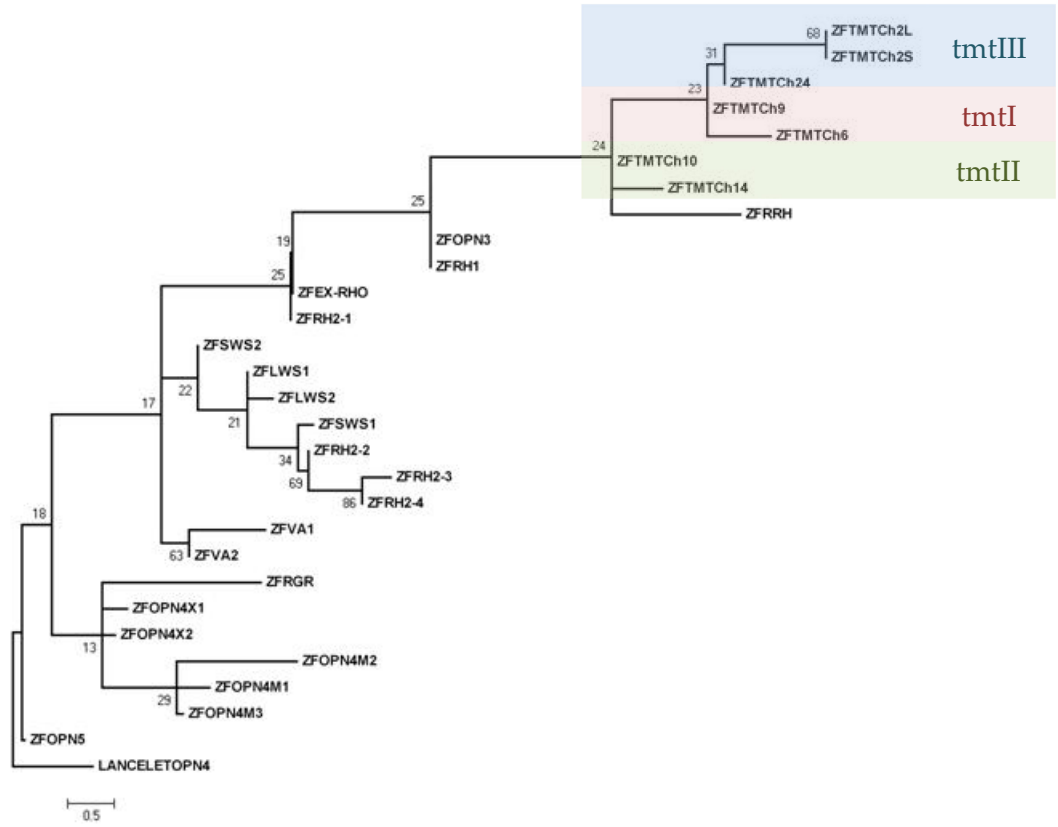 68
ZFTMTCh2L
ZFTMTCh2S
tmtIII
31
ZFTMTCh24
23
ZFTMTCh9
tmtI
ZFTMTCh6
24
ZFTMTCh10
tmtII
ZFTMTCh14
ZFRRH
25
ZFOPN3
ZFRH1
19
25
ZFEX-RHO
ZFRH2-1
ZFSWS2
22
ZFLWS1
ZFLWS2
21
ZFSWS1
ZFRH2-2
34
69
ZFRH2-3
86
ZFRH2-4
17
ZFVA1
63
ZFVA2
18
ZFRGR
ZFOPN4X1
ZFOPN4X2
13
ZFOPN4M2
ZFOPN4M1
29
ZFOPN4M3
ZFOPN5
LANCELETOPN4
0.5